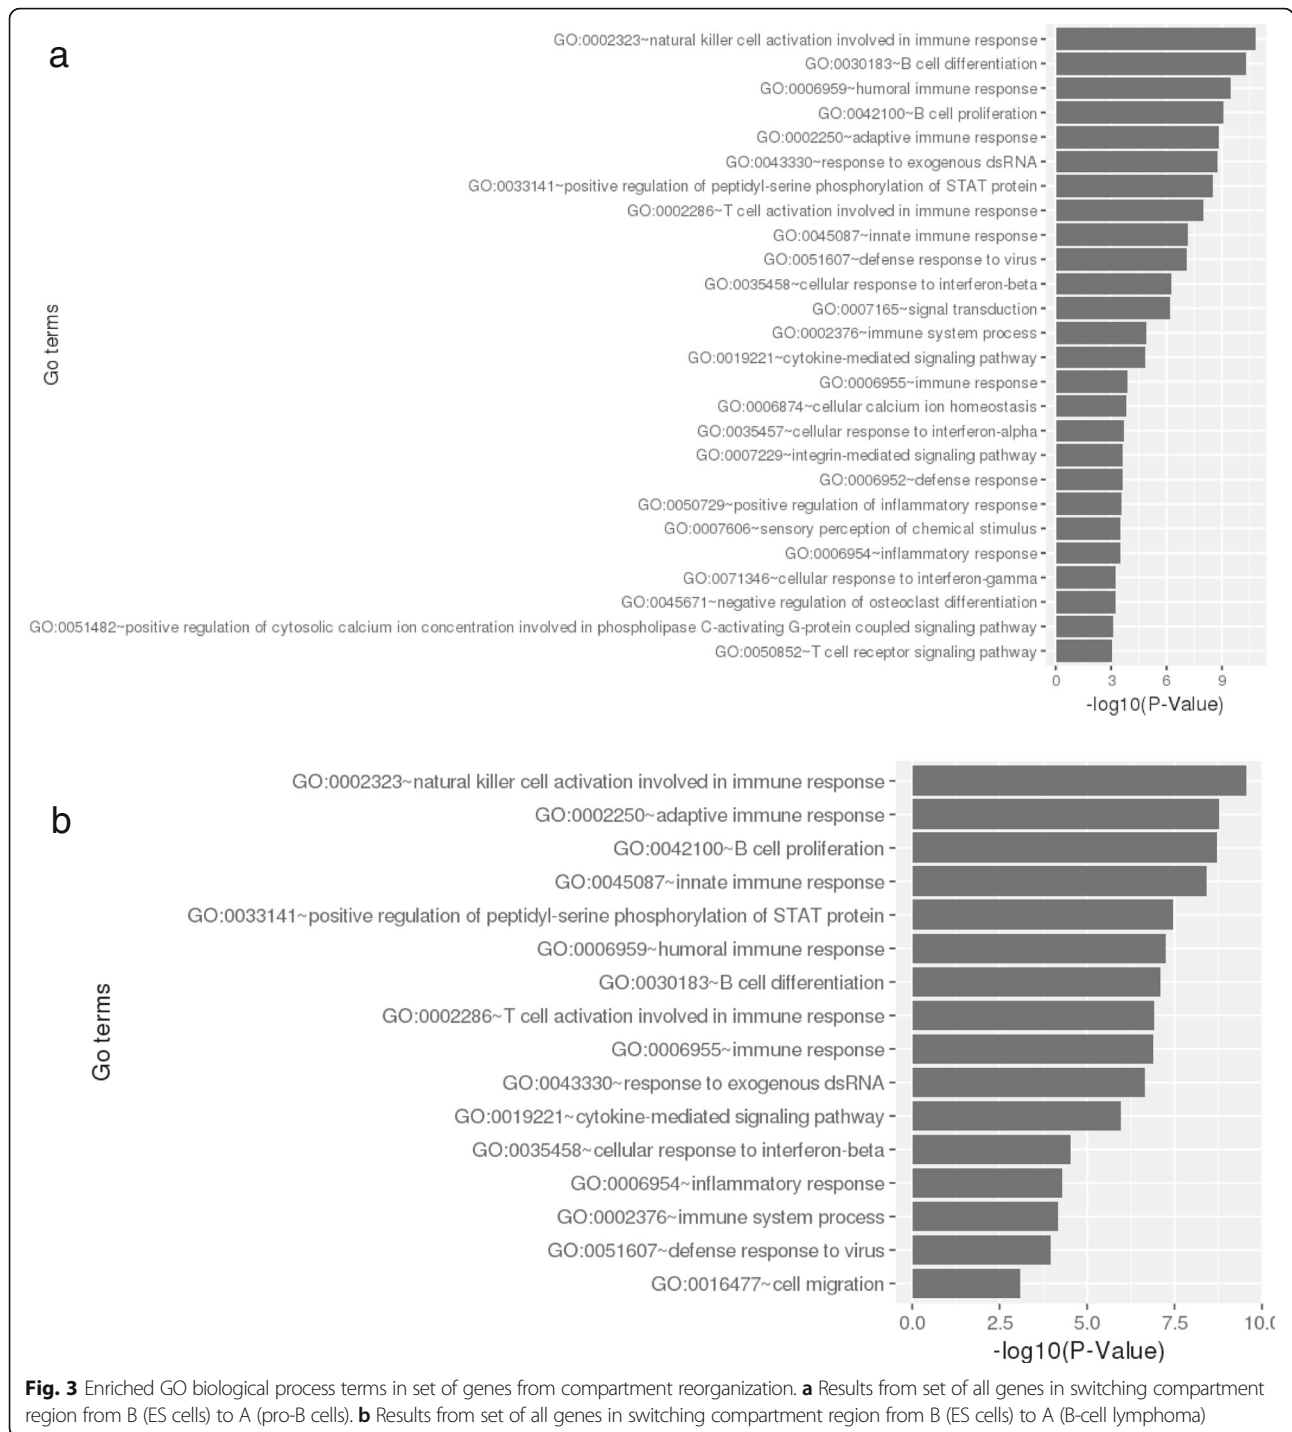 a
GO:0002323~natural killer cell activation involved in immune response
GO:0030183~B cell differentiation
GO:0006959~humoral immune response
GO:0042100~B cell proliferation
GO:0002250~adaptive immune response
GO:0043330~response to exogenous dsRNA
GO:0033141~positive regulation of peptidyl-serine phosphorylation of STAT protein
GO:0002286~T cell activation involved in immune response
GO:0045087~innate immune response
GO:0051607~defense response to virus
GO:0035458~cellular response to interferon-beta
GO:0007165~signal transduction
GO:0002376~immune system process
GO:0019221~cytokine-mediated signaling pathway
GO:0006955~immune response
GO:0006874~cellular calcium ion homeostasis
GO:0035457~cellular response to interferon-alpha
GO:0007229~integrin-mediated signaling pathway
GO:0006952~defense response
GO:0050729~positive regulation of inflammatory response
GO:0007606~sensory perception of chemical stimulus
GO:0006954~inflammatory response
GO:0071346~cellular response to interferon-gamma
GO:0045671~negative regulation of osteoclast differentiation
GO:0051482~positive regulation of cytosolic calcium ion concentration involved in phospholipase C-activating G-protein coupled signaling pathway
GO:0050852~T cell receptor signaling pathway
Go terms
0 3 6 9
-log10(P-Value)
b
GO:0002323~natural killer cell activation involved in immune response
GO:0002250~adaptive immune response
GO:0042100~B cell proliferation
GO:0045087~innate immune response
GO:0033141~positive regulation of peptidyl-serine phosphorylation of STAT protein
GO:0006959~humoral immune response
GO:0030183~B cell differentiation
GO:0002286~T cell activation involved in immune response
GO:0006955~immune response
GO:0043330~response to exogenous dsRNA
GO:0019221~cytokine-mediated signaling pathway
GO:0035458~cellular response to interferon-beta
GO:0006954~inflammatory response
GO:0002376~immune system process
GO:0051607~defense response to virus
GO:0016477~cell migration
Go terms
0.0 2.5 5.0 7.5 10.0
-log10(P-Value)
Fig. 3 Enriched GO biological process terms in set of genes from compartment reorganization. a Results from set of all genes in switching compartment
region from B (ES cells) to A (pro-B cells). b Results from set of all genes in switching compartment region from B (ES cells) to A (B-cell lymphoma)